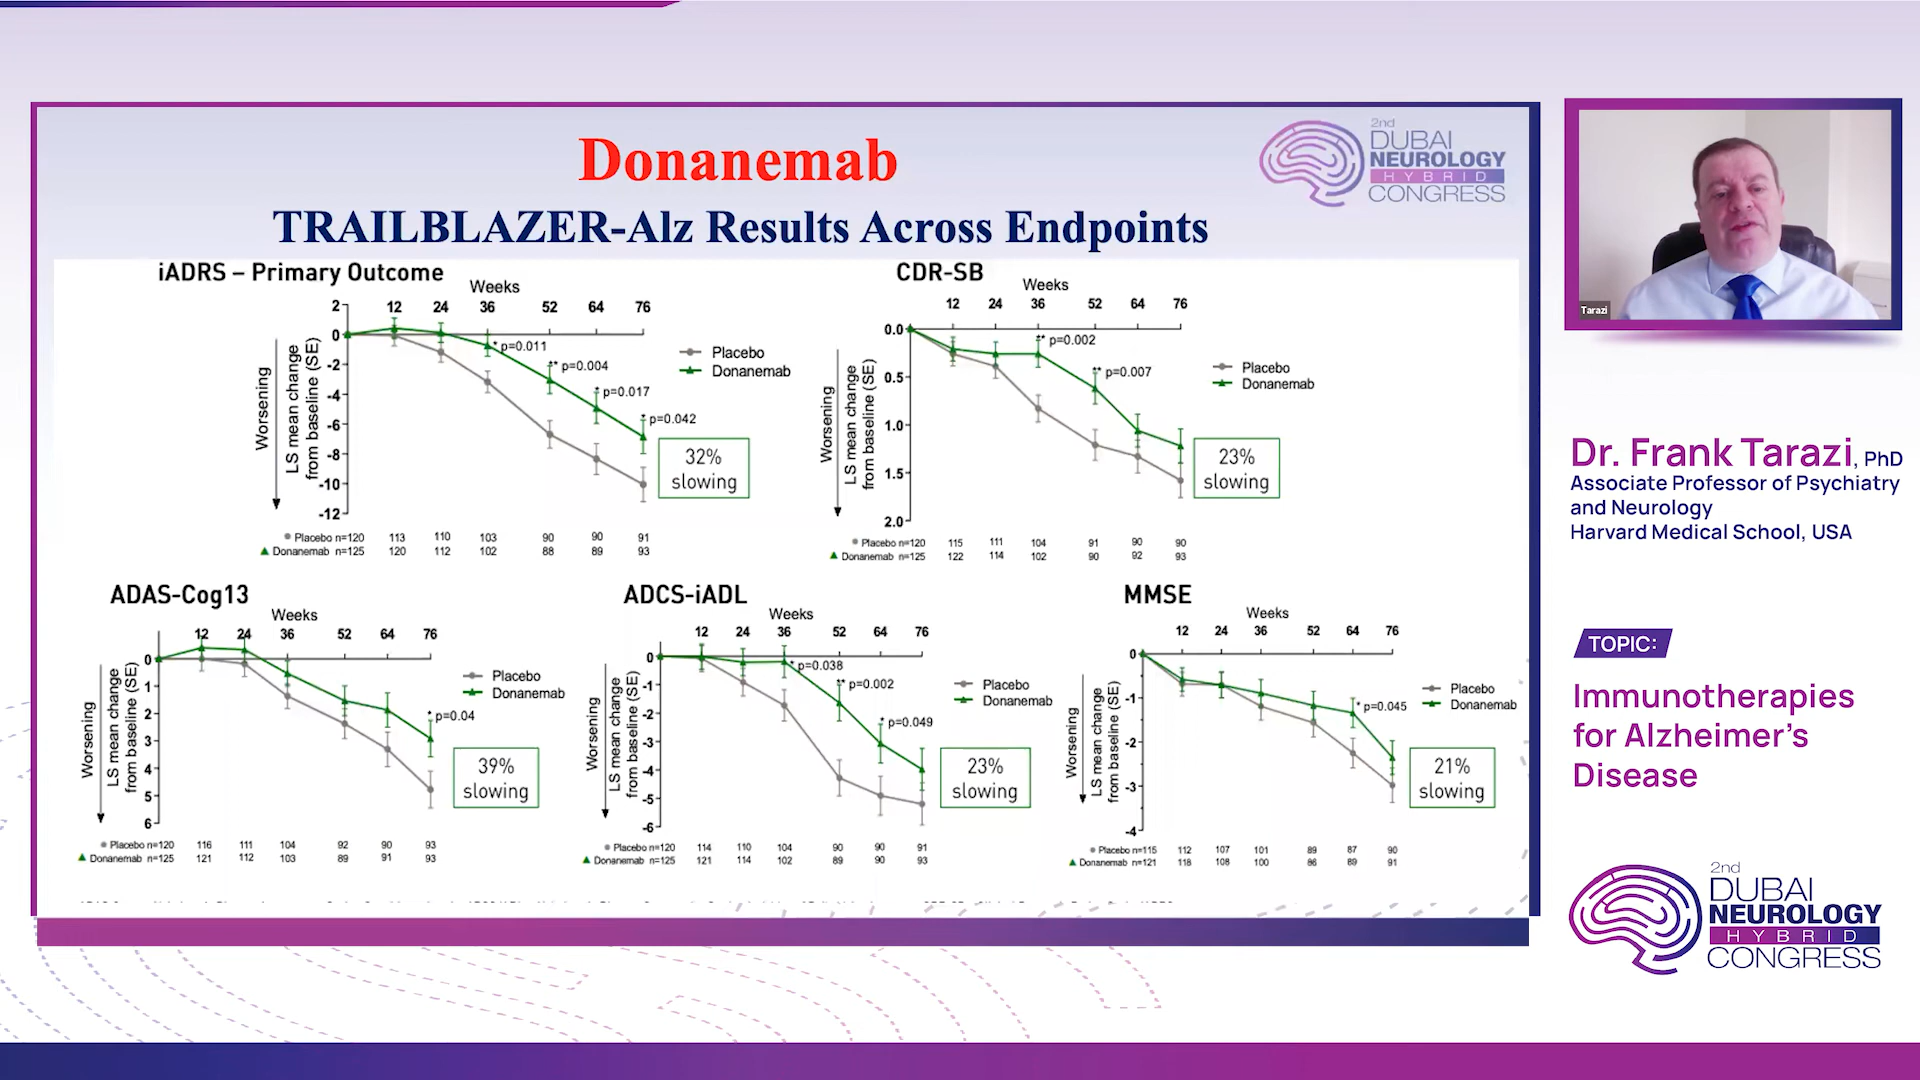 Donanemab
TRAILBLAZER-Alz Results Across Endpoints
2nd
DUBAI
NEUROLOGY
HYBRID
CONGRESS
iADRS – Primary Outcome
Weeks
12 24 36 52 64 76
2
0
-2
-4
-6
-8
-10
-12
Worsening
LS mean change
from baseline (SE)
* p=0.011
** p=0.004
* p=0.017
* p=0.042
Placebo
Donanemab
32%
slowing
Placebo n=120 113 110 103 90 90 91
Donanemab n=125 120 112 102 88 89 93
CDR-SB
Weeks
12 24 36 52 64 76
0.0
0.5
1.0
1.5
2.0
Worsening
LS mean change
from baseline (SE)
** p=0.002
** p=0.007
Placebo
Donanemab
23%
slowing
Placebo n=120 115 111 104 91 90 90
Donanemab n=125 122 114 102 90 92 93
ADAS-Cog13
Weeks
12 24 36 52 64 76
0
1
2
3
4
5
6
Worsening
LS mean change
from baseline (SE)
* p=0.04
Placebo
Donanemab
39%
slowing
Placebo n=120 116 111 104 92 90 93
Donanemab n=125 121 112 103 89 91 93
ADCS-iADL
Weeks
12 24 36 52 64 76
0
-1
-2
-3
-4
-5
-6
Worsening
LS mean change
from baseline (SE)
* p=0.038
** p=0.002
* p=0.049
Placebo
Donanemab
23%
slowing
Placebo n=120 114 110 104 90 90 91
Donanemab n=125 121 114 102 89 90 93
MMSE
Weeks
12 24 36 52 64 76
0
-1
-2
-3
-4
Worsening
LS mean change
from baseline (SE)
* p=0.045
Placebo
Donanemab
21%
slowing
Placebo n=115 112 107 101 89 87 90
Donanemab n=121 118 108 100 86 89 91
Tarazi
Dr. Frank Tarazi, PhD
Associate Professor of Psychiatry
and Neurology
Harvard Medical School, USA
TOPIC:
Immunotherapies
for Alzheimer's
Disease
2nd
DUBAI
NEUROLOGY
HYBRID
CONGRESS